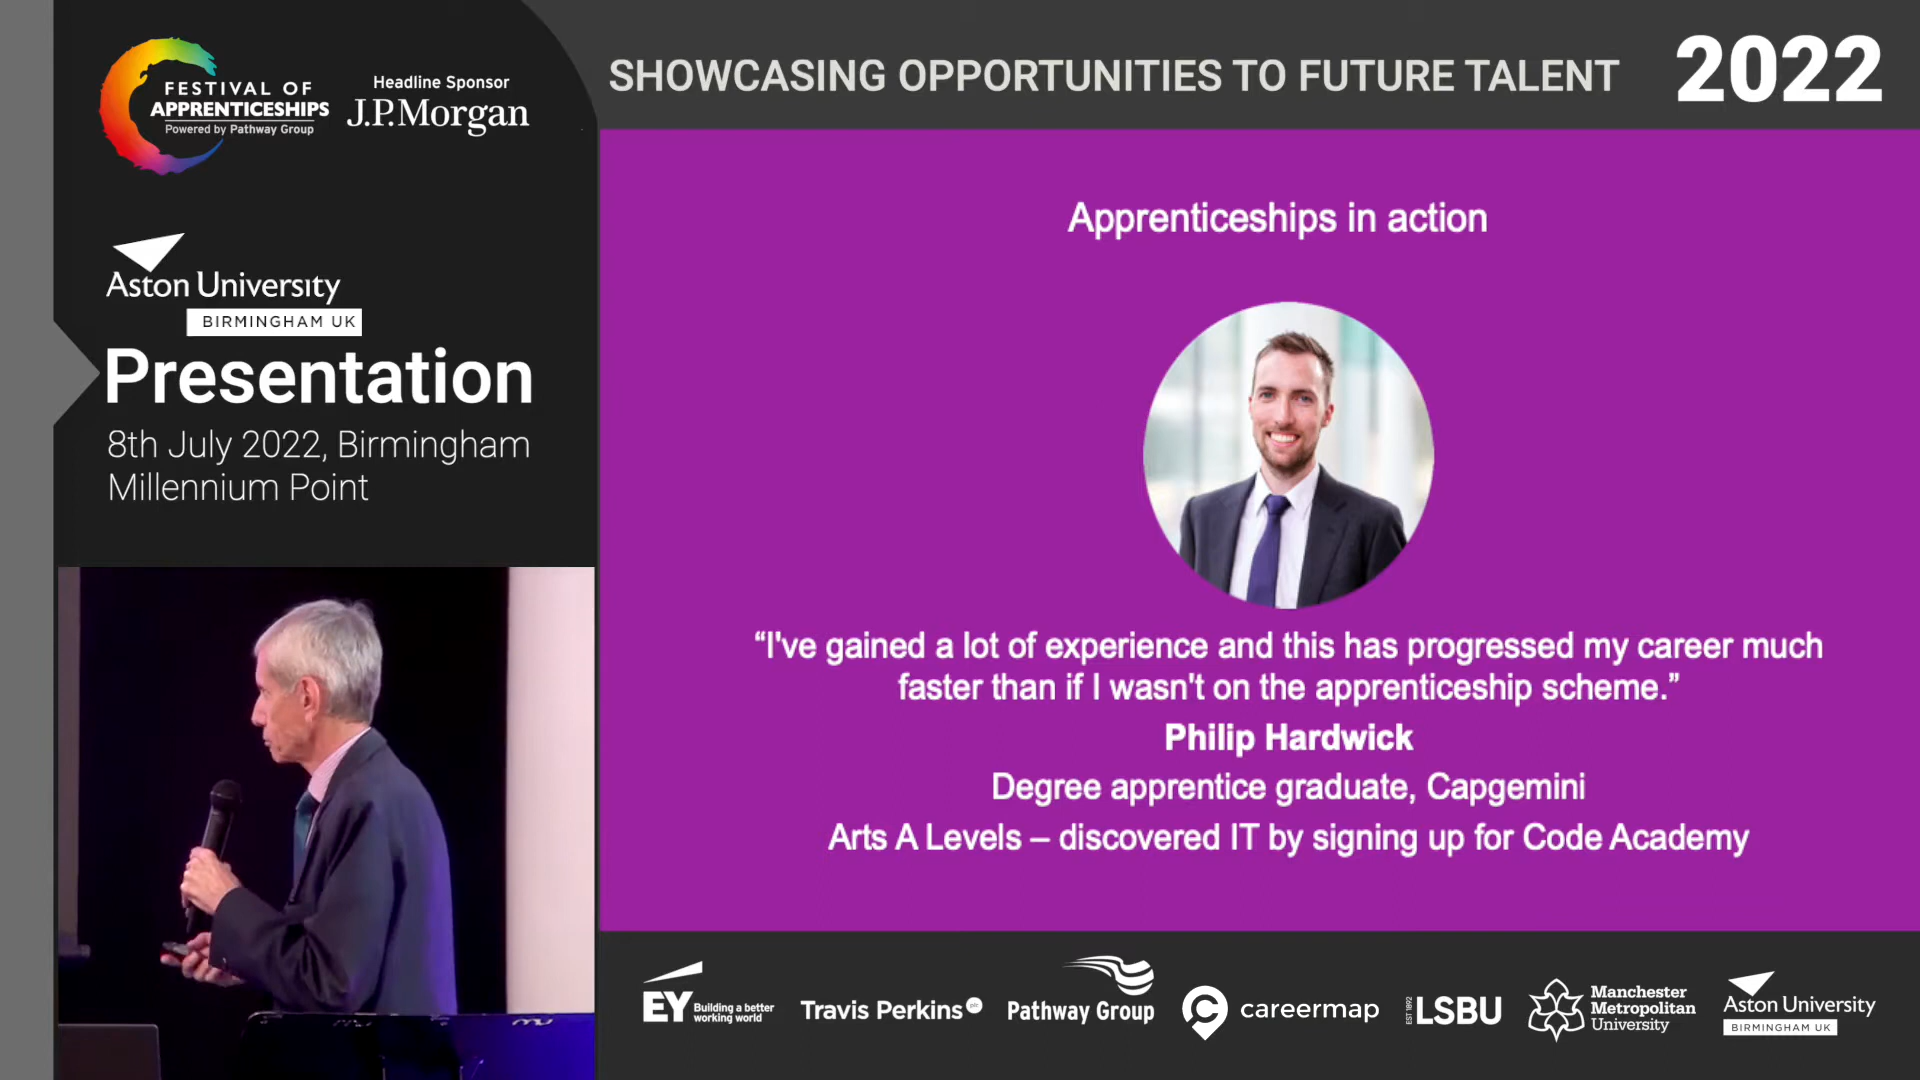 FESTIVAL OF
APPRENTICESHIPS
Powered by Pathway Group
Headline Sponsor
J.P.Morgan
SHOWCASING OPPORTUNITIES TO FUTURE TALENT
2022
Aston University
BIRMINGHAM UK
Presentation
8th July 2022, Birmingham
Millennium Point
Apprenticeships in action
“I've gained a lot of experience and this has progressed my career much
faster than if I wasn't on the apprenticeship scheme.”
Philip Hardwick
Degree apprentice graduate, Capgemini
Arts A Levels – discovered IT by signing up for Code Academy
EY
Building a better
working world
Travis Perkins plc
Pathway Group
careermap
EST 1892
LSBU
Manchester
Metropolitan
University
Aston University
BIRMINGHAM UK